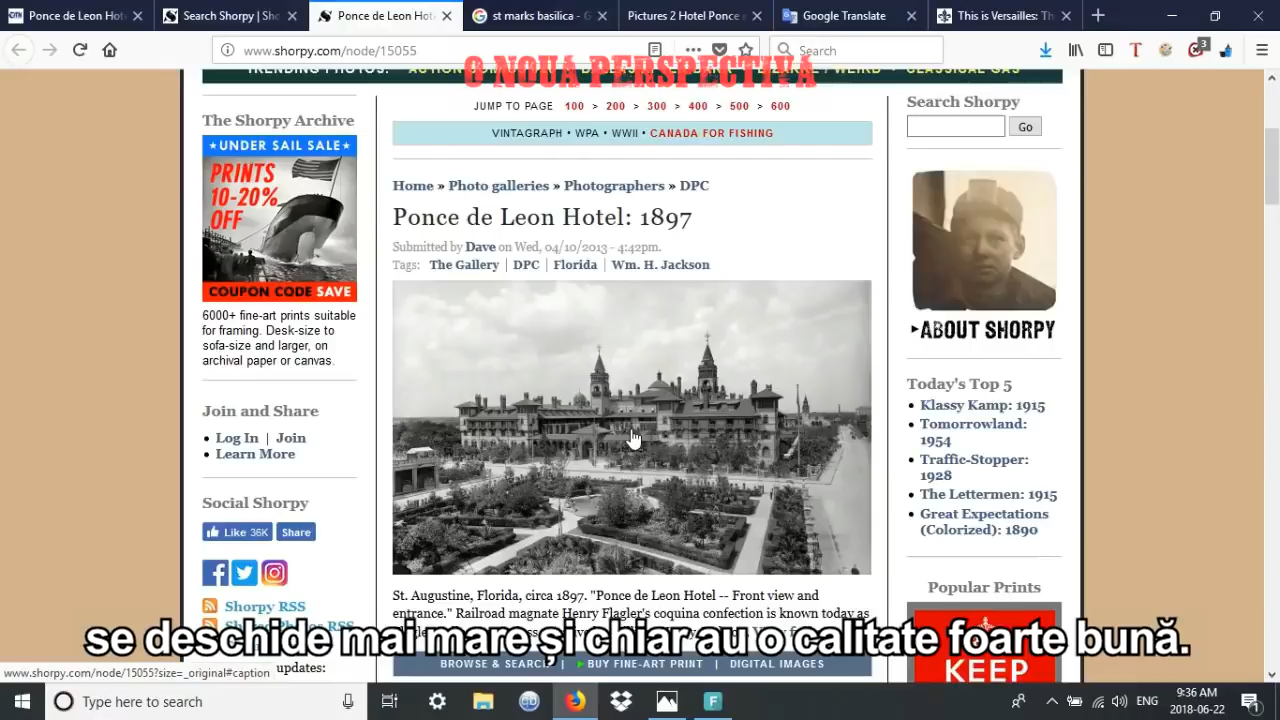 Ponce de Leon Hot
Search Shorpy |
Ponce de Leon Hot
st marks basilica - G
Pictures 2 Hotel Ponce
Google Translate
This is Versailles: Th
www.shorpy.com/node/15055
Search
3
TRENDING PHOTOS:
CLASSICAL GAS
O NOUA PERSPECTIVA
JUMP TO PAGE 100 > 200 > 300 > 400 > 500 > 600
VINTAGRAPH • WPA • WWII • CANADA FOR FISHING
The Shorpy Archive
★UNDER SAIL SALE★
PRINTS
10-20%
OFF
COUPON CODE SAVE
6000+ fine-art prints suitable
for framing. Desk-size to
sofa-size and larger, on
archival paper or canvas.
Join and Share
Log In | Join
Learn More
Social Shorpy
Like 36K
Share
Shorpy RSS
updates:
Home » Photo galleries » Photographers » DPC
Ponce de Leon Hotel: 1897
Submitted by Dave on Wed, 04/10/2013 - 4:42pm.
Tags: The Gallery | DPC | Florida | Wm. H. Jackson
St. Augustine, Florida, circa 1897. "Ponce de Leon Hotel -- Front view and
entrance." Railroad magnate Henry Flagler's coquina confection is known today as
BROWSE & SEARCH | ►BUY FINE-ART PRINT | DIGITAL IMAGES
Search Shorpy
Go
►ABOUT SHORPY
Today's Top 5
Klassy Kamp: 1915
Tomorrowland:
1954
Traffic-Stopper:
1928
The Lettermen: 1915
Great Expectations
(Colorized): 1890
Popular Prints
KEEP
se deschide mai mare și chiar au o calitate foarte bună.
www.shorpy.com/node/15055?size=_original#caption
Type here to search
F
ENG
9:36 AM
2018-06-22
1